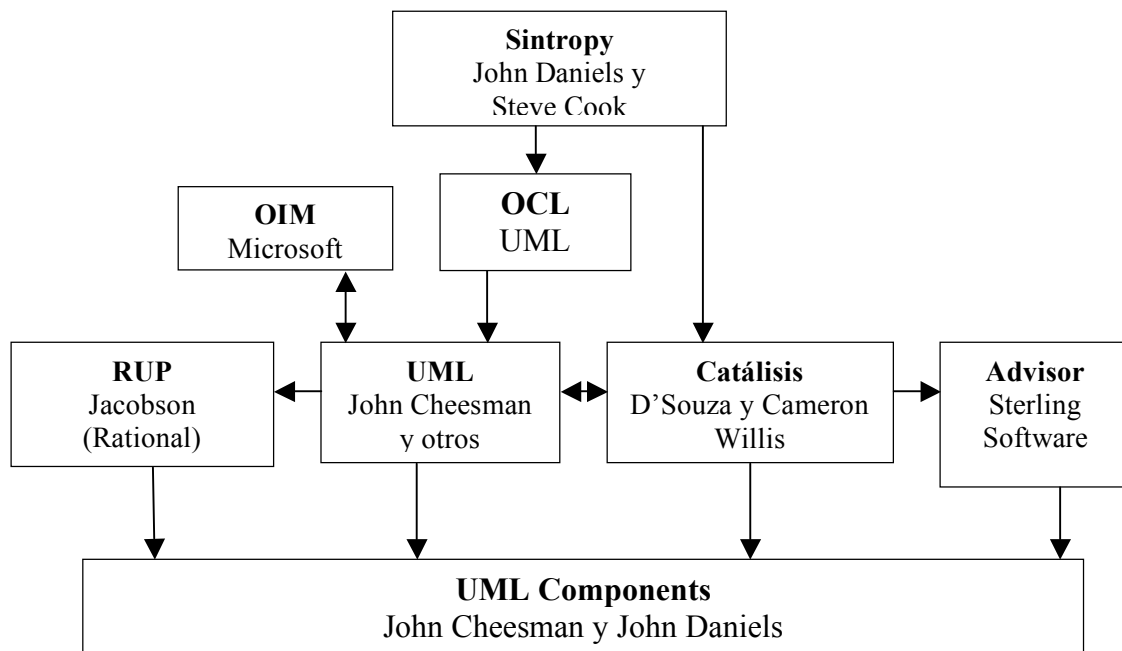 Sintropy
John Daniels y
Steve Cook
OIM
Microsoft
OCL
UML
RUP
Jacobson
(Rational)
UML
John Cheesman
y otros
Catálisis
D’Souza y Cameron
Willis
Advisor
Sterling
Software
UML Components
John Cheesman y John Daniels